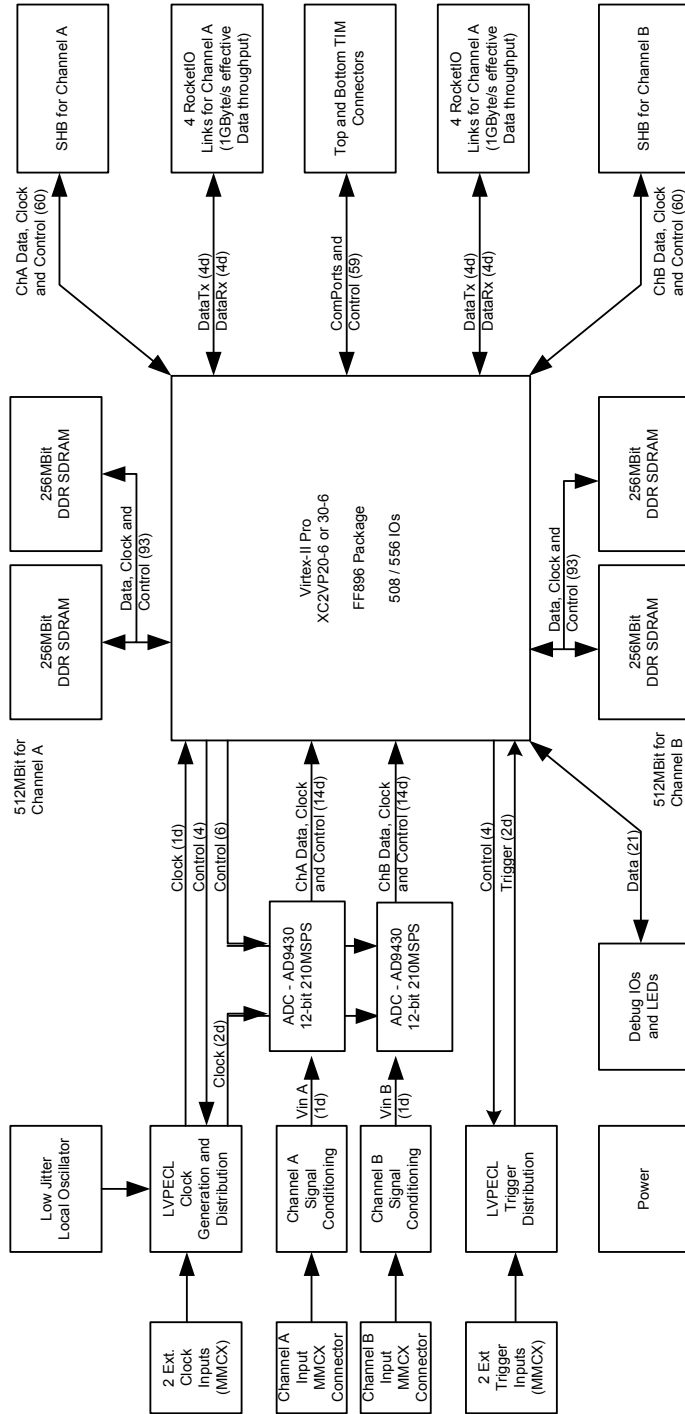 Low Jitter
Local Oscillator
512MBit for
Channel A
256MBit
DDR SDRAM
256MBit
DDR SDRAM
Data, Clock and
Control (93)
ChA Data, Clock
and Control (60)
SHB for Channel A
2 Ext.
Clock
Inputs
(MMCX)
LVPECL
Clock
Generation and
Distribution
Clock (1d)
Control (4)
Control (6)
Clock (2d)
DataTx (4d)
DataRx (4d)
4 RocketIO
Links for Channel A
(1GByte/s effective
Data throughput)
Channel A
Input
MMCX
Connector
Channel A
Signal
Conditioning
Vin A
(1d)
ADC - AD9430
12-bit 210MSPS
ChA Data, Clock
and Control (14d)
Virtex-II Pro
XC2VP20-6 or 30-6
FF896 Package
508 / 556 IOs
ComPorts and
Control (59)
Top and Bottom TIM
Connectors
Channel B
Input
MMCX
Connector
Channel B
Signal
Conditioning
Vin B
(1d)
ADC - AD9430
12-bit 210MSPS
ChB Data, Clock
and Control (14d)
2 Ext
Trigger
Inputs
(MMCX)
LVPECL
Trigger
Distribution
Control (4)
Trigger (2d)
DataTx (4d)
DataRx (4d)
4 RocketIO
Links for Channel A
(1GByte/s effective
Data throughput)
Power
Debug IOs
and LEDs
Data (21)
512MBit for
Channel B
256MBit
DDR SDRAM
Data, Clock and
Control (93)
256MBit
DDR SDRAM
ChB Data, Clock
and Control (60)
SHB for Channel B